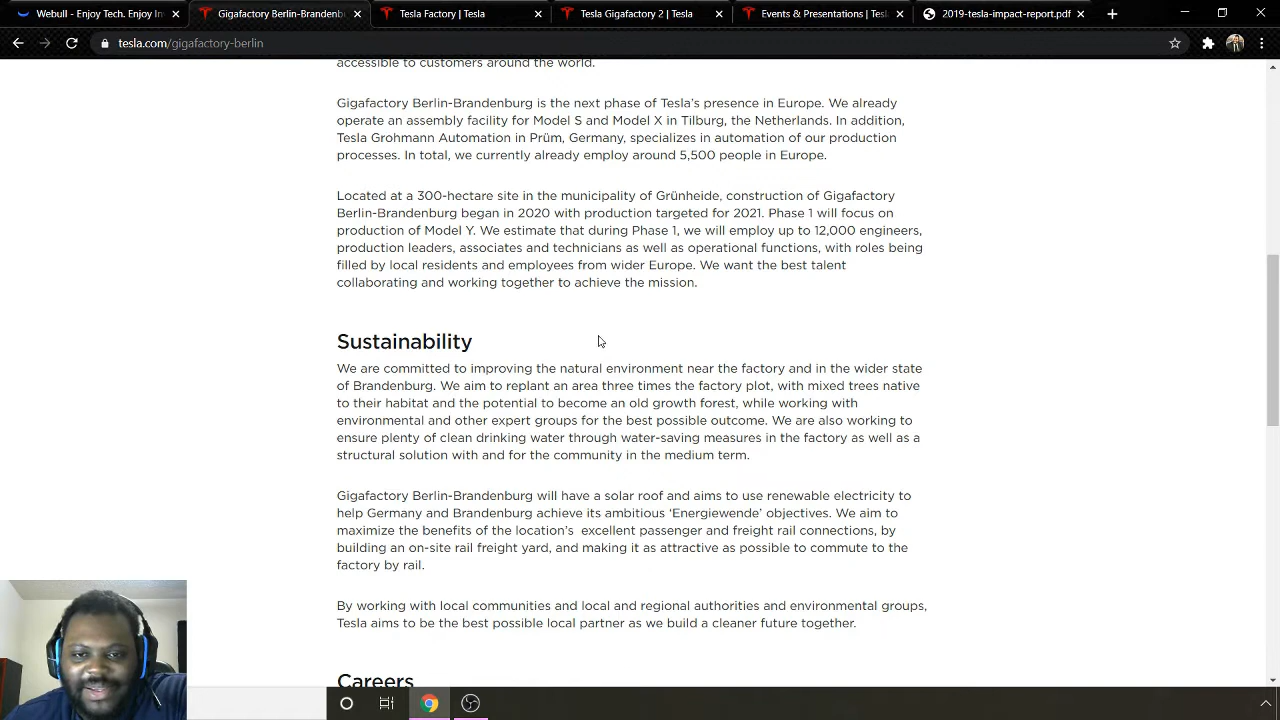 Webull - Enjoy Tech. Enjoy Inv
Gigafactory Berlin-Brandenb
Tesla Factory | Tesla
Tesla Gigafactory 2 | Tesla
Events & Presentations | Tesla
2019-tesla-impact-report.pdf
tesla.com/gigafactory-berlin
accessible to customers around the world.
Gigafactory Berlin-Brandenburg is the next phase of Tesla's presence in Europe. We already
operate an assembly facility for Model S and Model X in Tilburg, the Netherlands. In addition,
Tesla Grohmann Automation in Prüm, Germany, specializes in automation of our production
processes. In total, we currently already employ around 5,500 people in Europe.
Located at a 300-hectare site in the municipality of Grünheide, construction of Gigafactory
Berlin-Brandenburg began in 2020 with production targeted for 2021. Phase 1 will focus on
production of Model Y. We estimate that during Phase 1, we will employ up to 12,000 engineers,
production leaders, associates and technicians as well as operational functions, with roles being
filled by local residents and employees from wider Europe. We want the best talent
collaborating and working together to achieve the mission.
Sustainability
We are committed to improving the natural environment near the factory and in the wider state
of Brandenburg. We aim to replant an area three times the factory plot, with mixed trees native
to their habitat and the potential to become an old growth forest, while working with
environmental and other expert groups for the best possible outcome. We are also working to
ensure plenty of clean drinking water through water-saving measures in the factory as well as a
structural solution with and for the community in the medium term.
Gigafactory Berlin-Brandenburg will have a solar roof and aims to use renewable electricity to
help Germany and Brandenburg achieve its ambitious 'Energiewende' objectives. We aim to
maximize the benefits of the location's excellent passenger and freight rail connections, by
building an on-site rail freight yard, and making it as attractive as possible to commute to the
factory by rail.
By working with local communities and local and regional authorities and environmental groups,
Tesla aims to be the best possible local partner as we build a cleaner future together.
Careers